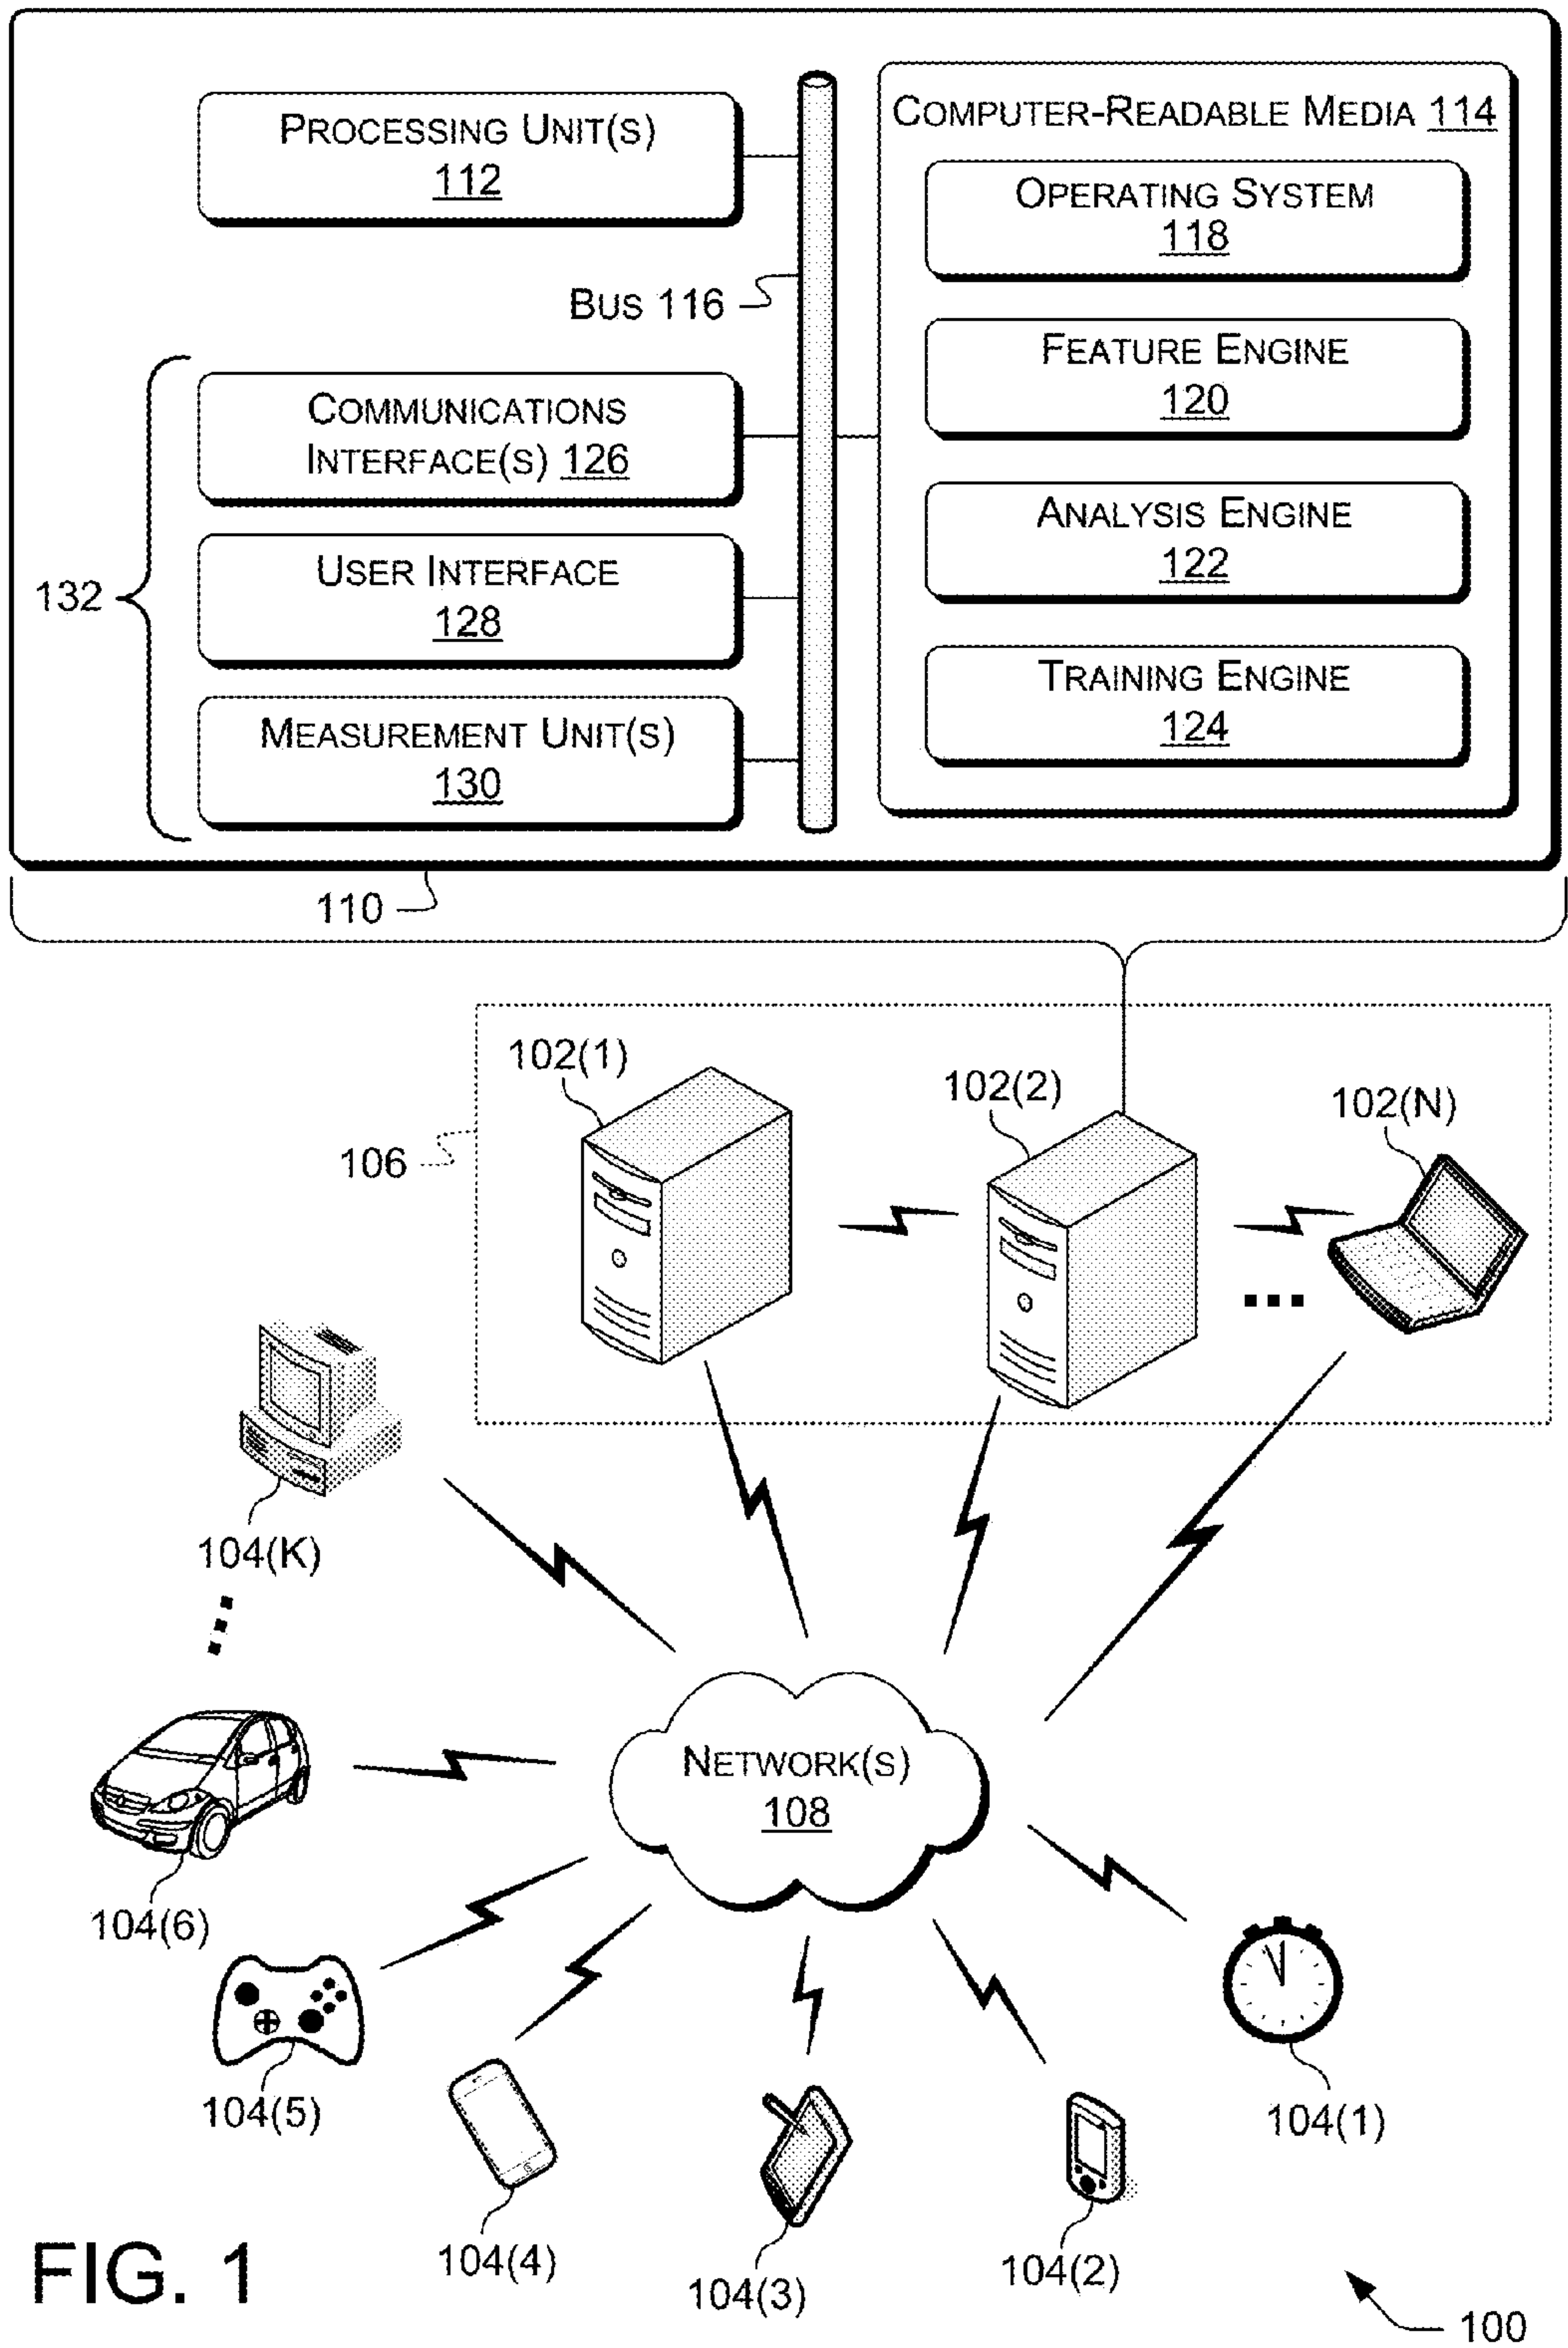 PROCESSING UNIT(S)
112
BUS 116
COMMUNICATIONS
INTERFACE(S) 126
USER INTERFACE
128
MEASUREMENT UNIT(S)
130
132
COMPUTER-READABLE MEDIA 114
OPERATING SYSTEM
118
FEATURE ENGINE
120
ANALYSIS ENGINE
122
TRAINING ENGINE
124
110
102(1)
102(2)
102(N)
106
104(K)
NETWORK(S)
108
104(6)
104(5)
104(4)
104(3)
104(2)
104(1)
FIG. 1
100